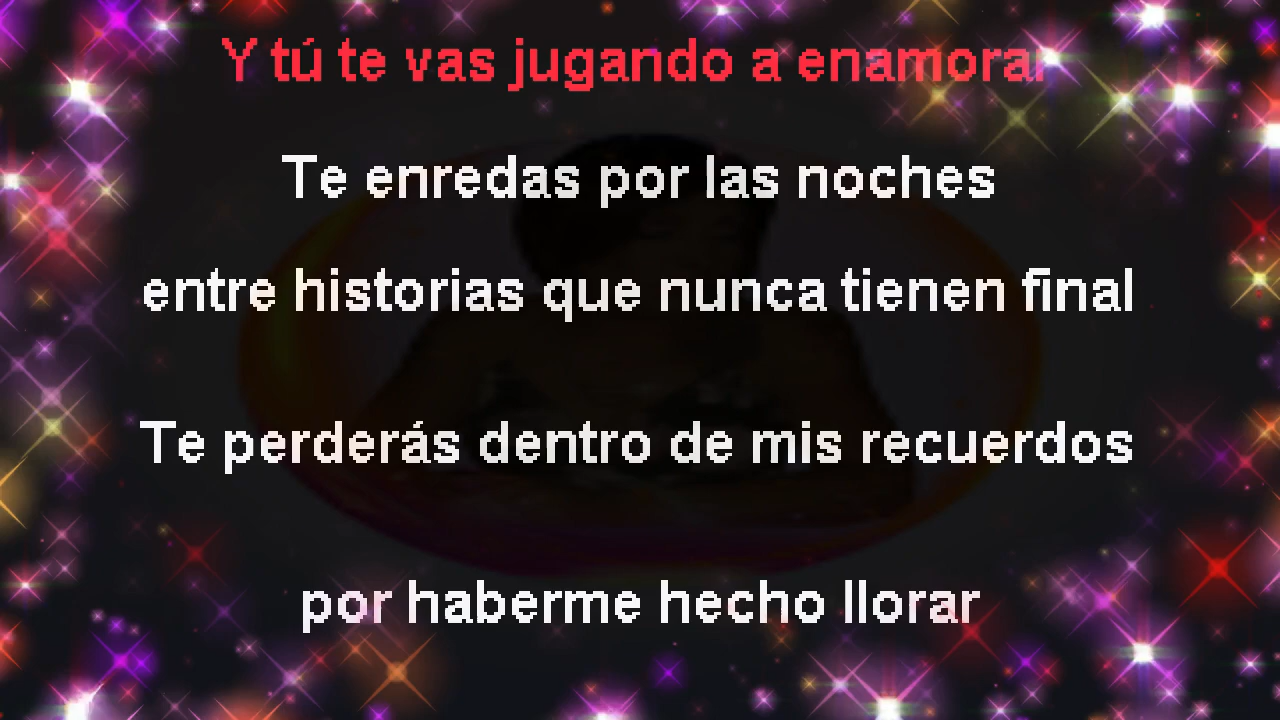 Y tú te vas jugando a enamorar
Te enredas por las noches
entre historias que nunca tienen final
Te perderás dentro de mis recuerdos
por haberme hecho llorar